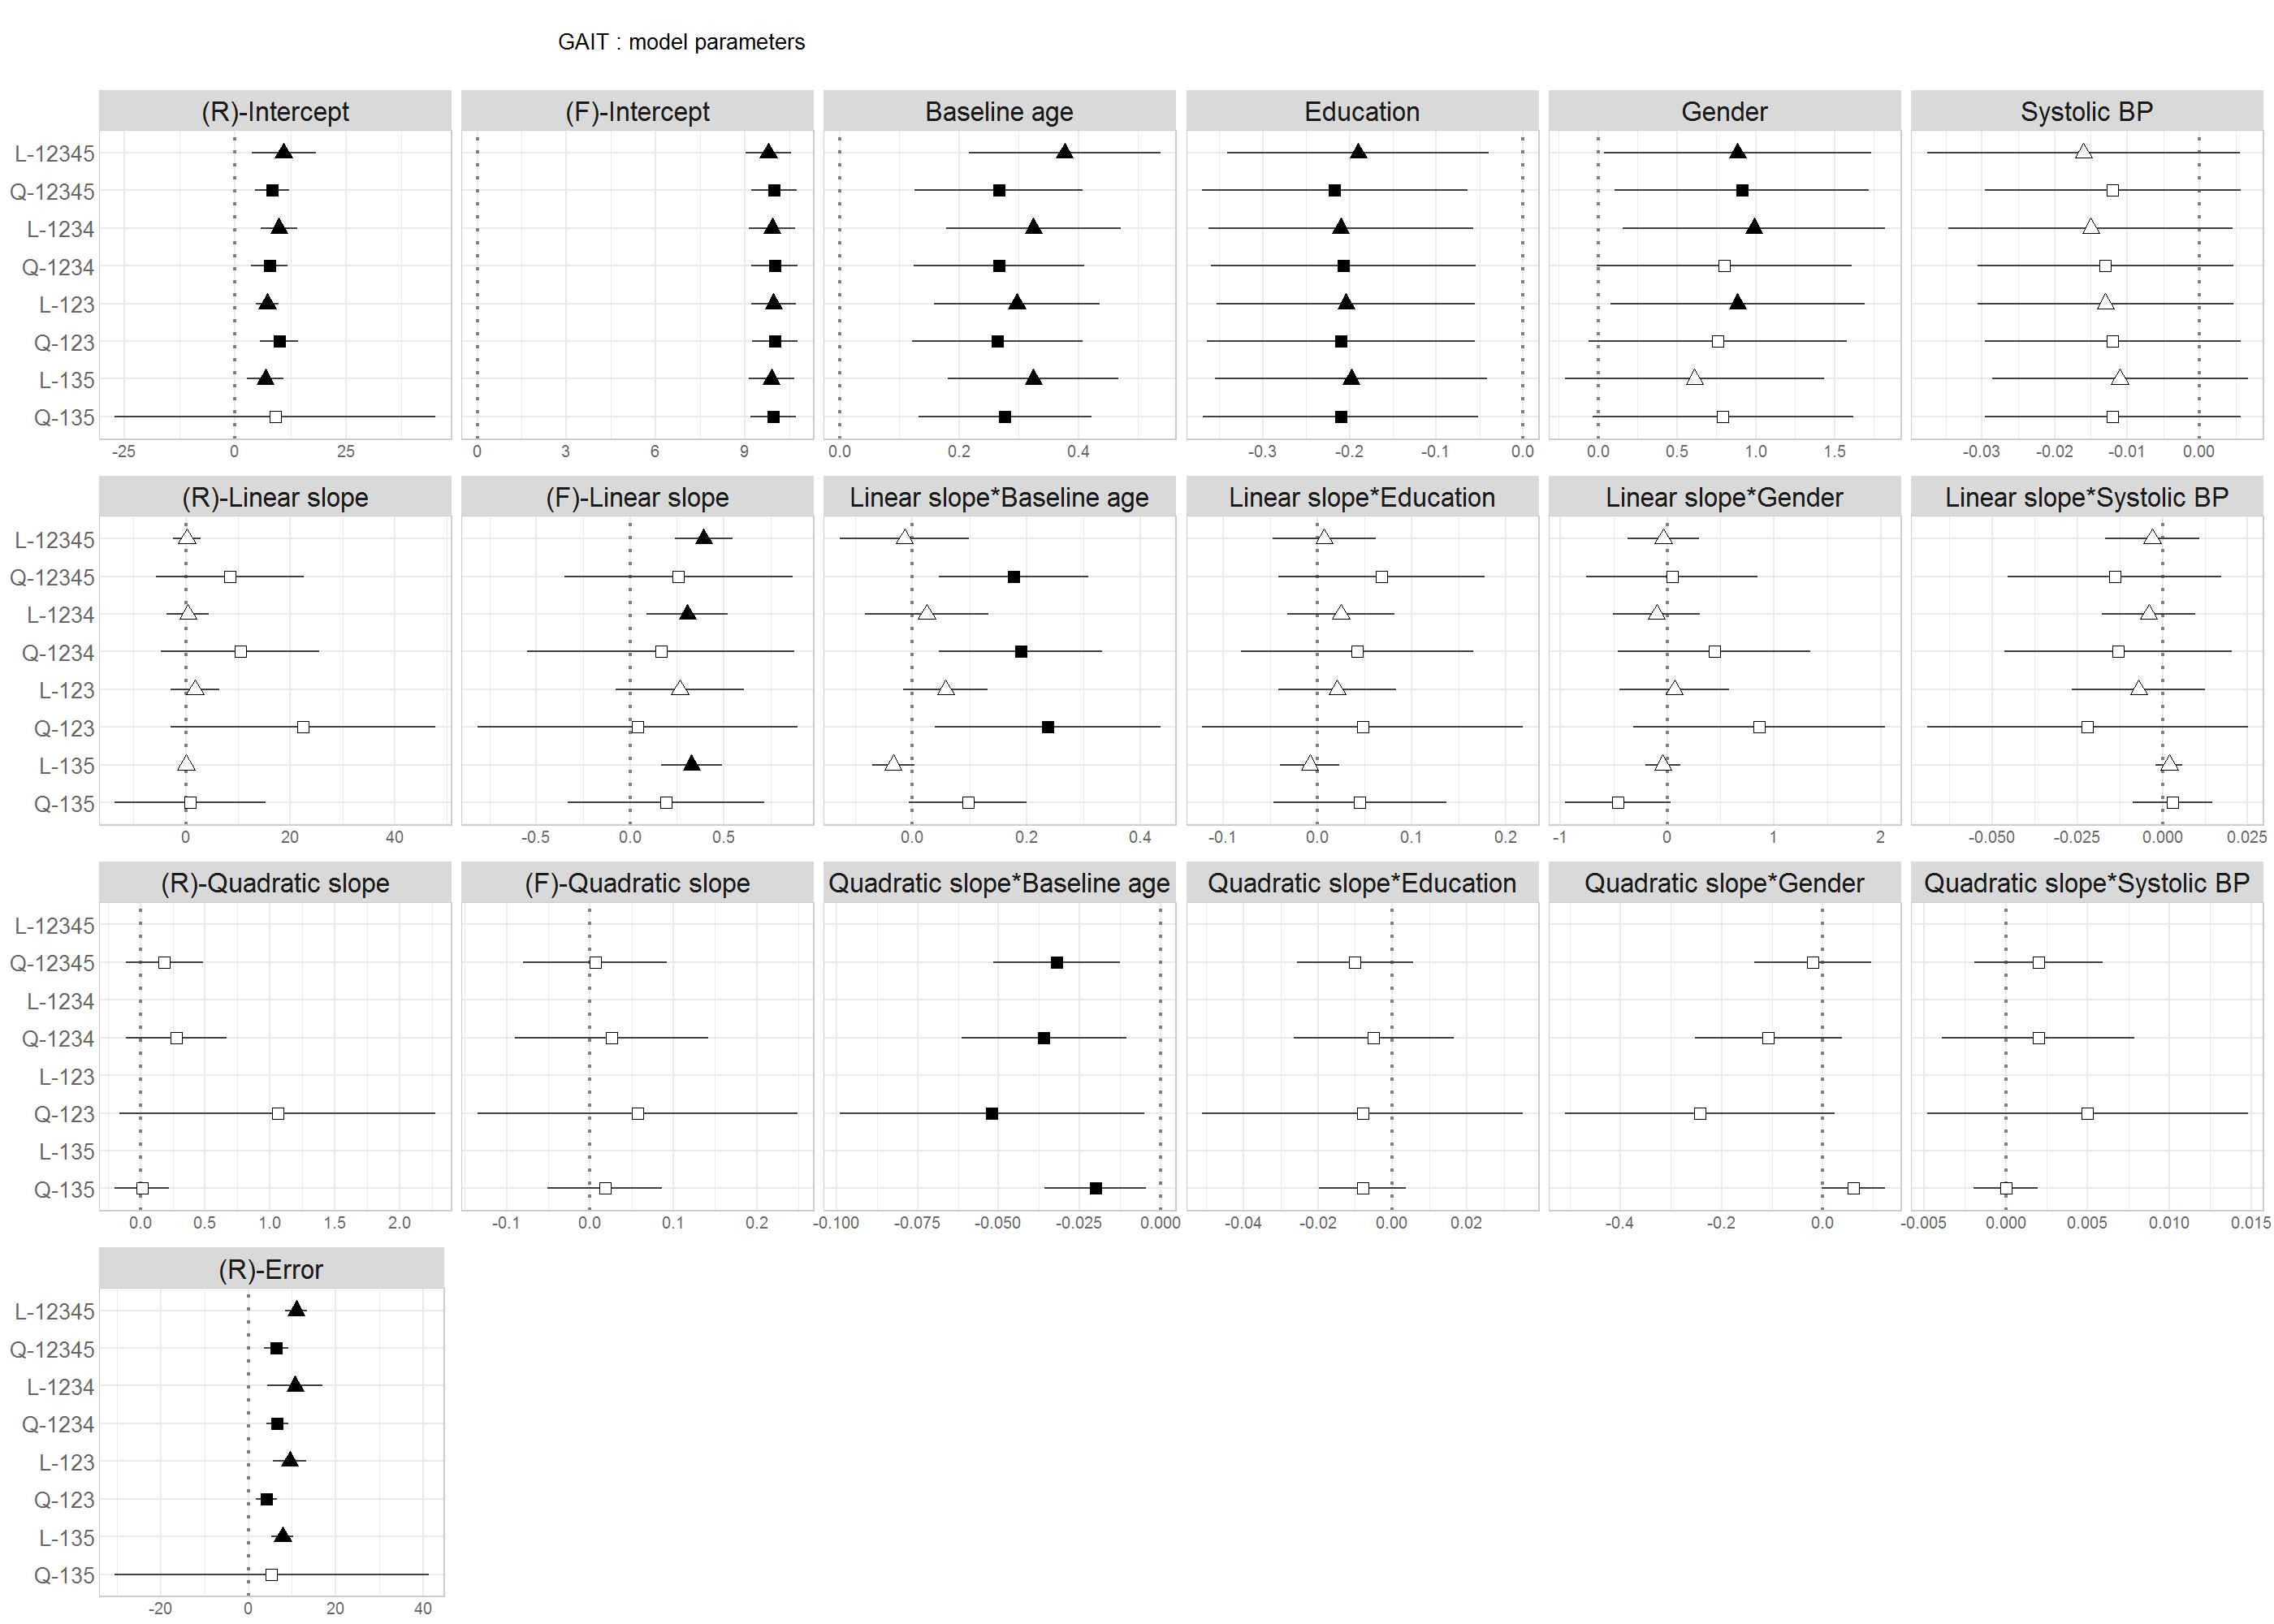 GAIT : model parameters
(R)-Intercept (F)-Intercept Baseline age Education Gender Systolic BP
L-12345
Q-12345
L-1234
Q-1234
L-123
Q-123
L-135
Q-135
-25 0 25 0 3 6 9 0.0 0.2 0.4 -0.3 -0.2 -0.1 0.0 0.0 0.5 1.0 1.5 -0.03 -0.02 -0.01 0.00
(R)-Linear slope (F)-Linear slope Linear slope*Baseline age Linear slope*Education Linear slope*Gender Linear slope*Systolic BP
L-12345
Q-12345
L-1234
Q-1234
L-123
Q-123
L-135
Q-135
0 20 40 -0.5 0.0 0.5 0.0 0.2 0.4 -0.1 0.0 0.1 0.2 -1 0 1 2 -0.050 -0.025 0.000 0.025
(R)-Quadratic slope (F)-Quadratic slope Quadratic slope*Baseline age Quadratic slope*Education Quadratic slope*Gender Quadratic slope*Systolic BP
L-12345
Q-12345
L-1234
Q-1234
L-123
Q-123
L-135
Q-135
0.0 0.5 1.0 1.5 2.0 -0.1 0.0 0.1 0.2 -0.100 -0.075 -0.050 -0.025 0.000 -0.04 -0.02 0.00 0.02 -0.4 -0.2 0.0 -0.005 0.000 0.005 0.010 0.015
(R)-Error
L-12345
Q-12345
L-1234
Q-1234
L-123
Q-123
L-135
Q-135
-20 0 20 40